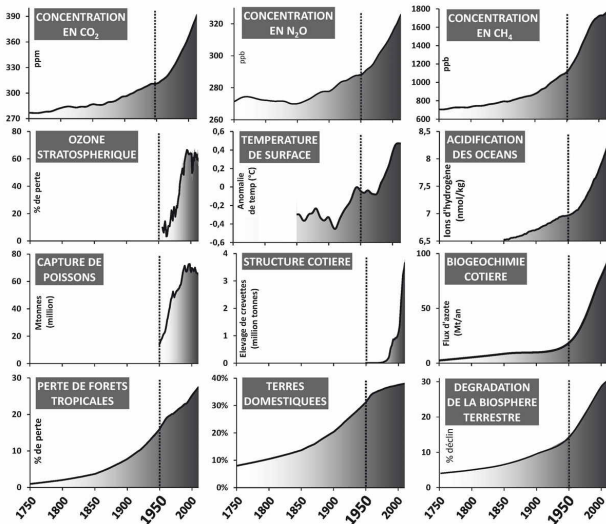 CONCENTRATION
EN CO₂
ppm
390
350
310
270
CONCENTRATION
EN N₂O
ppb
320
300
280
260
CONCENTRATION
EN CH₄
ppb
1800
1600
1400
1200
1000
800
600
OZONE
STRATOSPHERIQUE
% de perte
80
60
40
20
0
TEMPERATURE
DE SURFACE
Anomalie
de temp (°C)
0,6
0,4
0,2
0
-0,2
-0,4
-0,6
ACIDIFICATION
DES OCEANS
Ions d'hydrogène
(nmol/kg)
8,5
8
7,5
7
6,5
CAPTURE DE
POISSONS
Mtonnes
(million)
80
60
40
20
0
STRUCTURE COTIERE
Elevage de crevettes
(million tonnes)
4
3
2
1
0
BIOGEOCHIMIE
COTIERE
Flux d'azote
(Mt/an)
100
50
0
PERTE DE FORETS
TROPICALES
% de perte
30
20
10
0
TERRES
DOMESTIQUEES
40%
30%
20%
10%
0
DEGRADATION
DE LA BIOSPHERE
TERRESTRE
% déclin
30
20
10
0
1750
1800
1850
1900
1950
2000
1750
1800
1850
1900
1950
2000
1750
1800
1850
1900
1950
2000